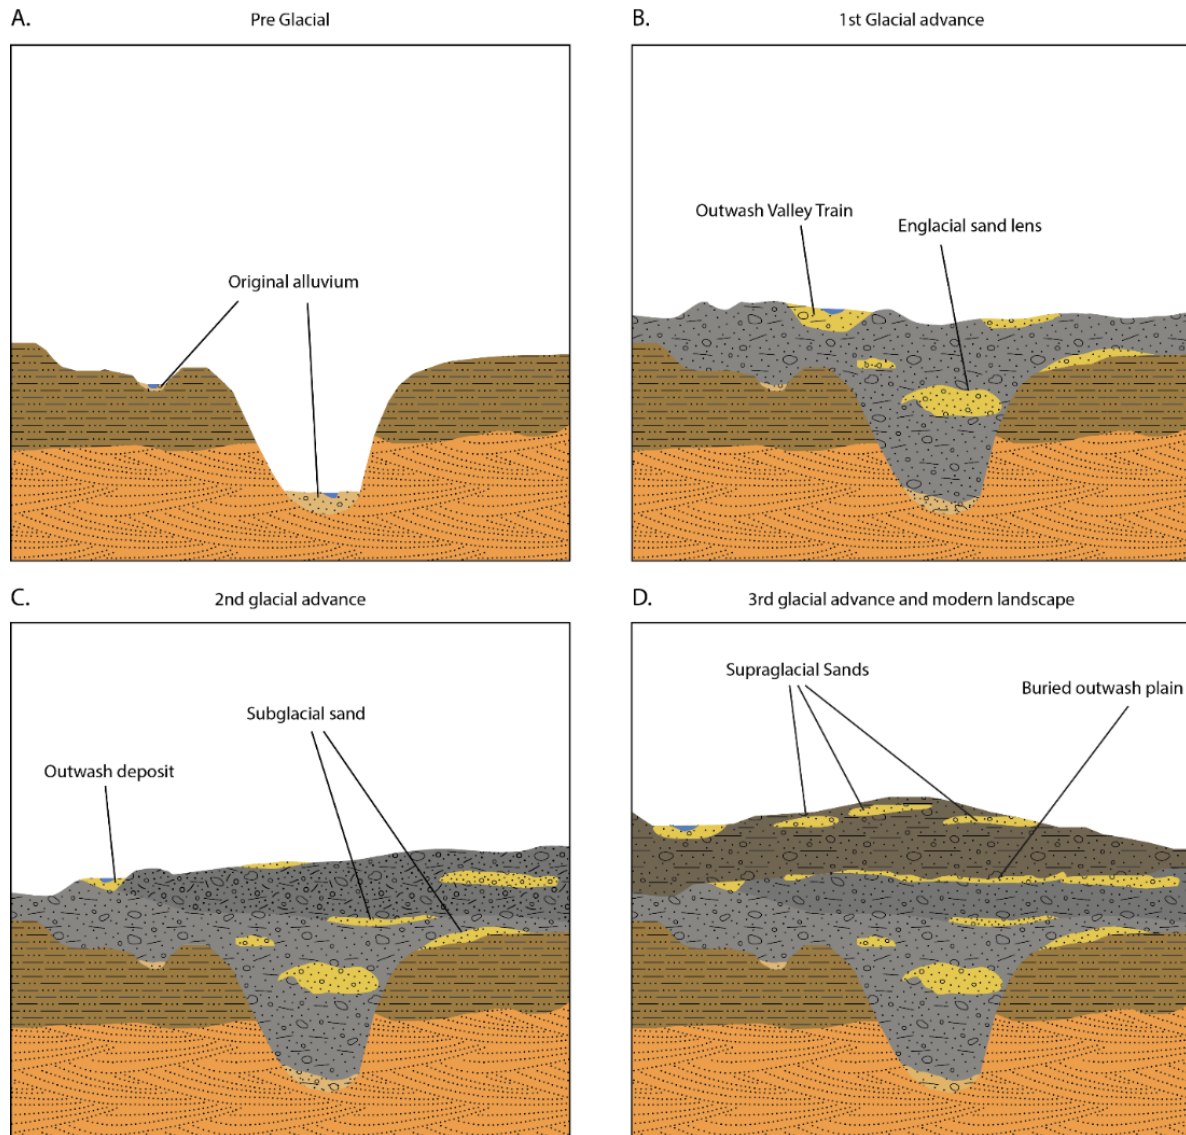 A.
Pre Glacial
Original alluvium
B.
1st Glacial advance
Outwash Valley Train
Englacial sand lens
C.
2nd glacial advance
Subglacial sand
Outwash deposit
D.
3rd glacial advance and modern landscape
Supraglacial Sands
Buried outwash plain